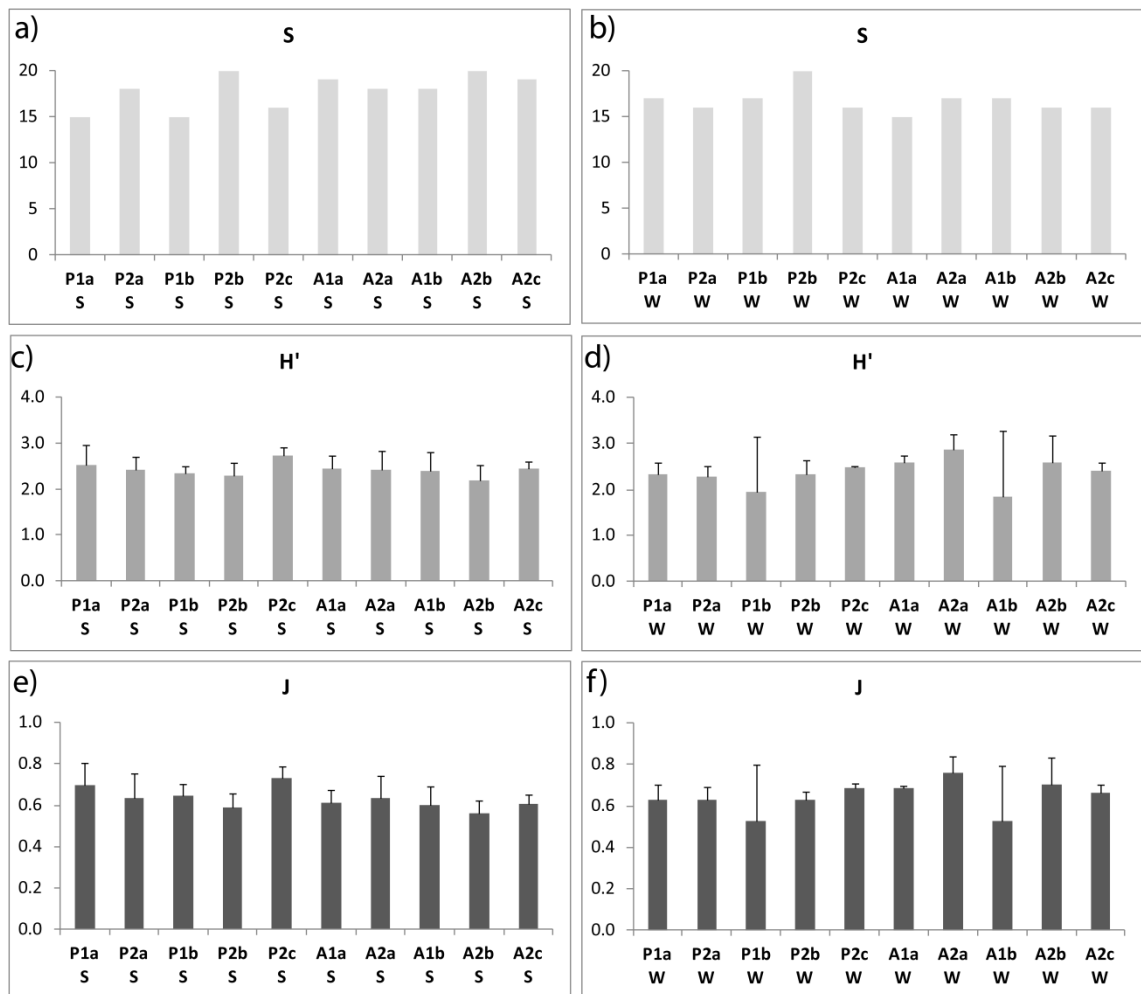 a)
S
20
15
10
5
0
P1a P2a P1b P2b P2c A1a A2a A1b A2b A2c
S S S S S S S S S S
b)
S
20
15
10
5
0
P1a P2a P1b P2b P2c A1a A2a A1b A2b A2c
W W W W W W W W W W
c)
H'
4.0
3.0
2.0
1.0
0.0
P1a P2a P1b P2b P2c A1a A2a A1b A2b A2c
S S S S S S S S S S
d)
H'
4.0
3.0
2.0
1.0
0.0
P1a P2a P1b P2b P2c A1a A2a A1b A2b A2c
W W W W W W W W W W
e)
J
1.0
0.8
0.6
0.4
0.2
0.0
P1a P2a P1b P2b P2c A1a A2a A1b A2b A2c
S S S S S S S S S S
f)
J
1.0
0.8
0.6
0.4
0.2
0.0
P1a P2a P1b P2b P2c A1a A2a A1b A2b A2c
W W W W W W W W W W